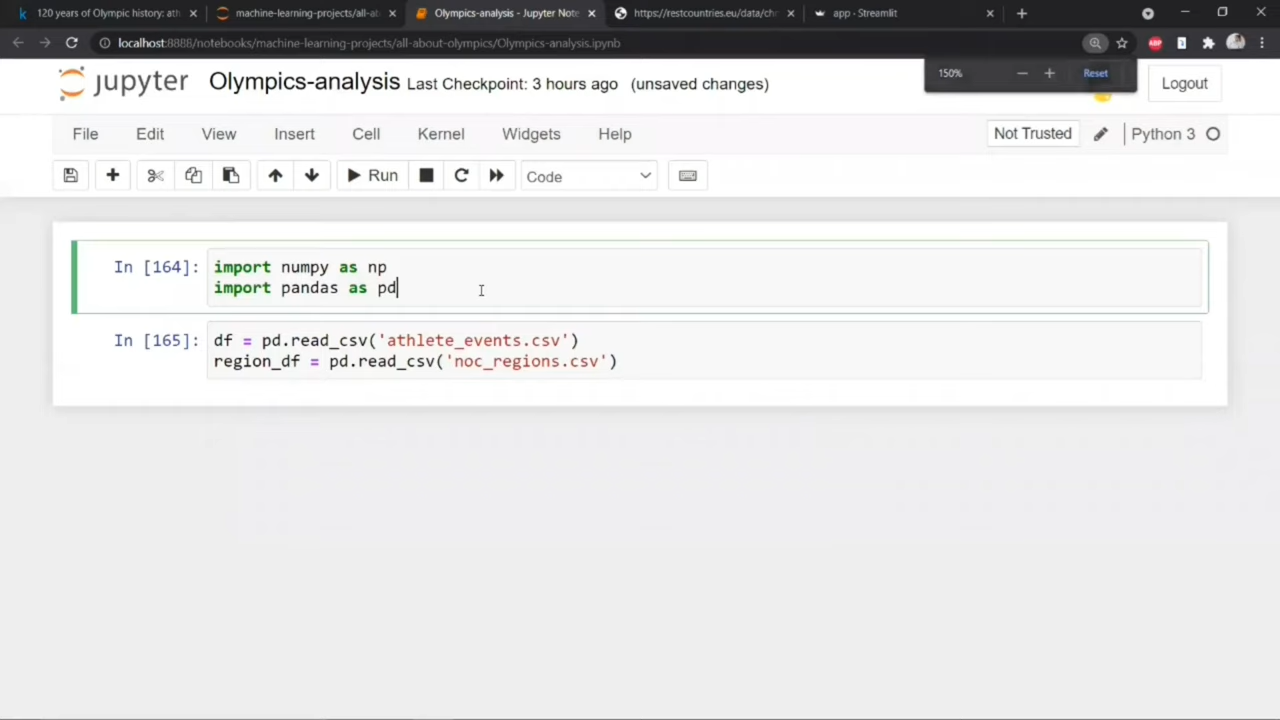 120 years of Olympic history: ath
machine-learning-projects/all-ab
Olympics-analysis - Jupyter Note
https://restcountries.eu/data/ch
app · Streamlit
localhost:8888/notebooks/machine-learning-projects/all-about-olympics/Olympics-analysis.ipynb
ABP
150%
Reset
jupyter
Olympics-analysis
Last Checkpoint: 3 hours ago
(unsaved changes)
Logout
File
Edit
View
Insert
Cell
Kernel
Widgets
Help
Not Trusted
Python 3
Run
Code
In [164]:
import numpy as np
import pandas as pd
In [165]:
df = pd.read_csv('athlete_events.csv')
region_df = pd.read_csv('noc_regions.csv')